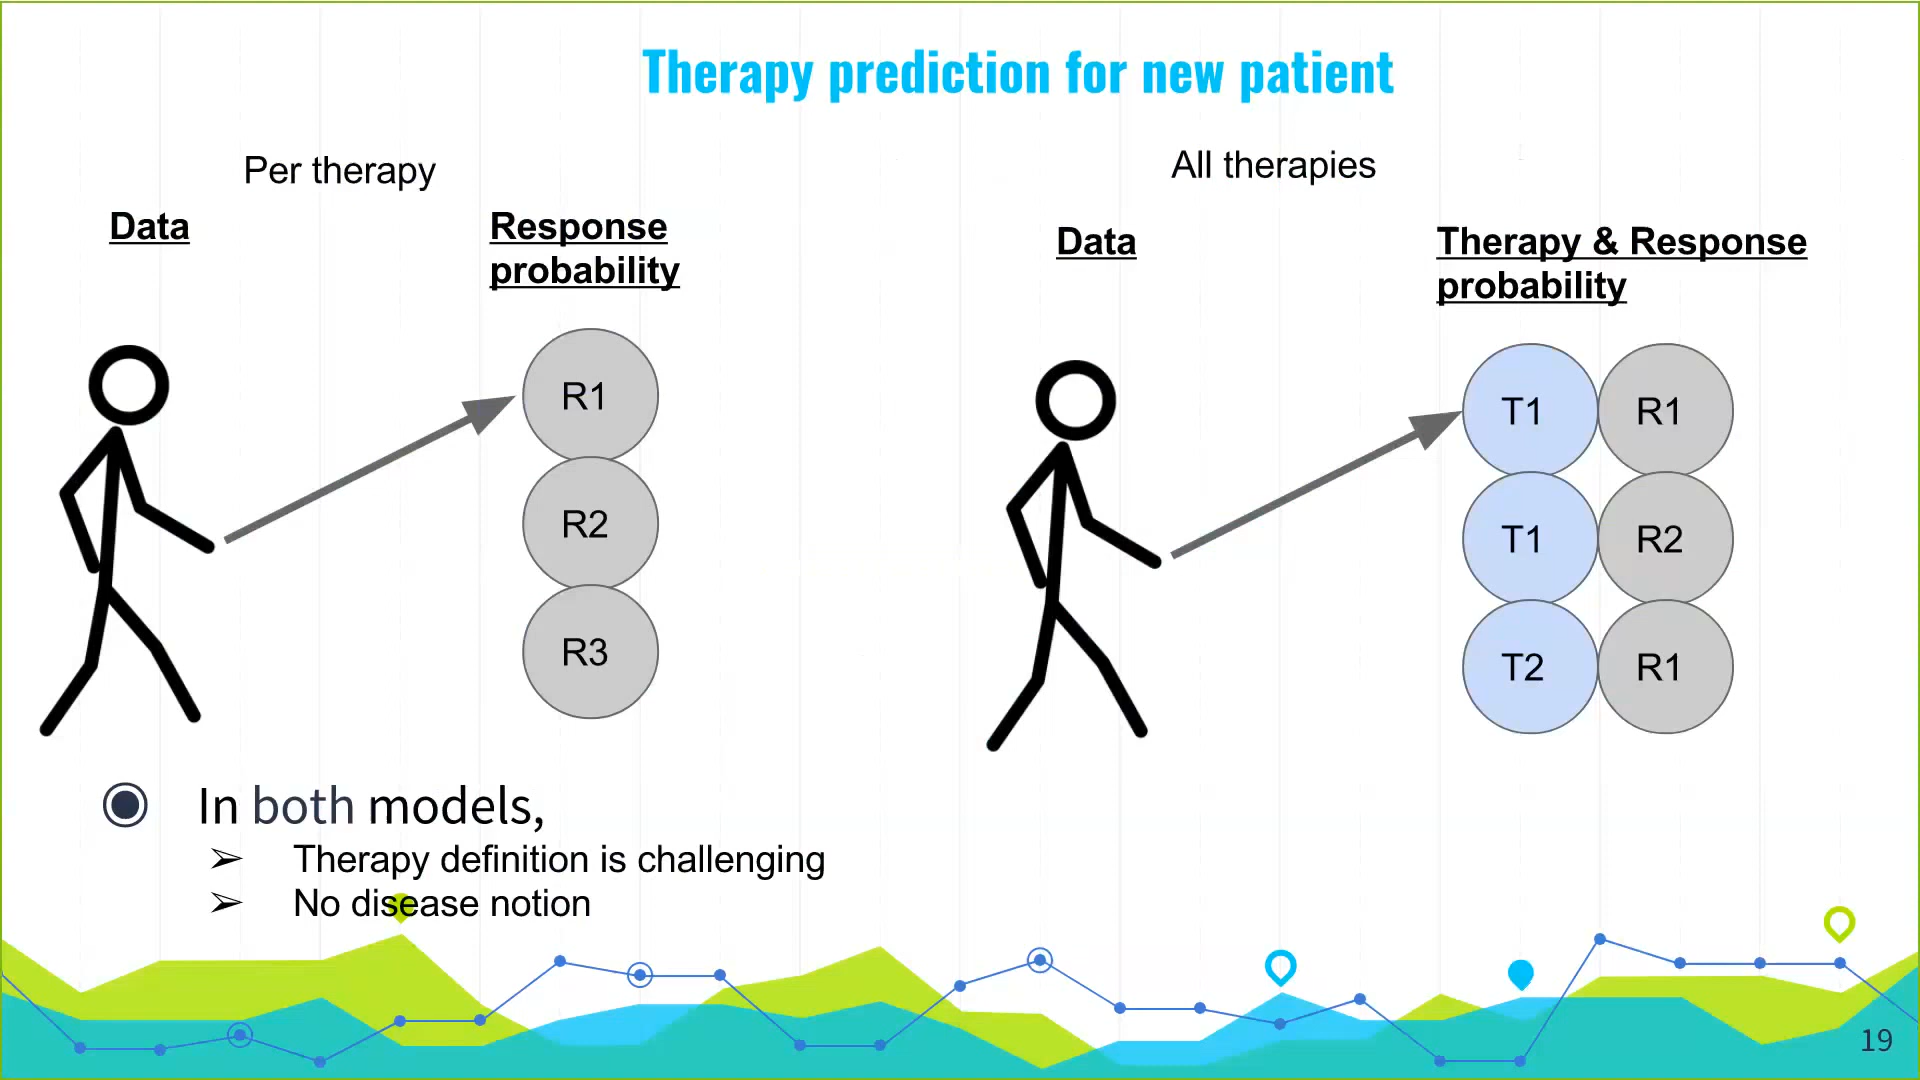 Therapy prediction for new patient
Per therapy
Data
Response
probability
R1
R2
R3
All therapies
Data
Therapy & Response
probability
T1 R1
T1 R2
T2 R1
In both models,
➢ Therapy definition is challenging
➢ No disease notion
19